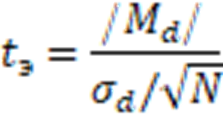 tэ = /Md/ / σd/√N